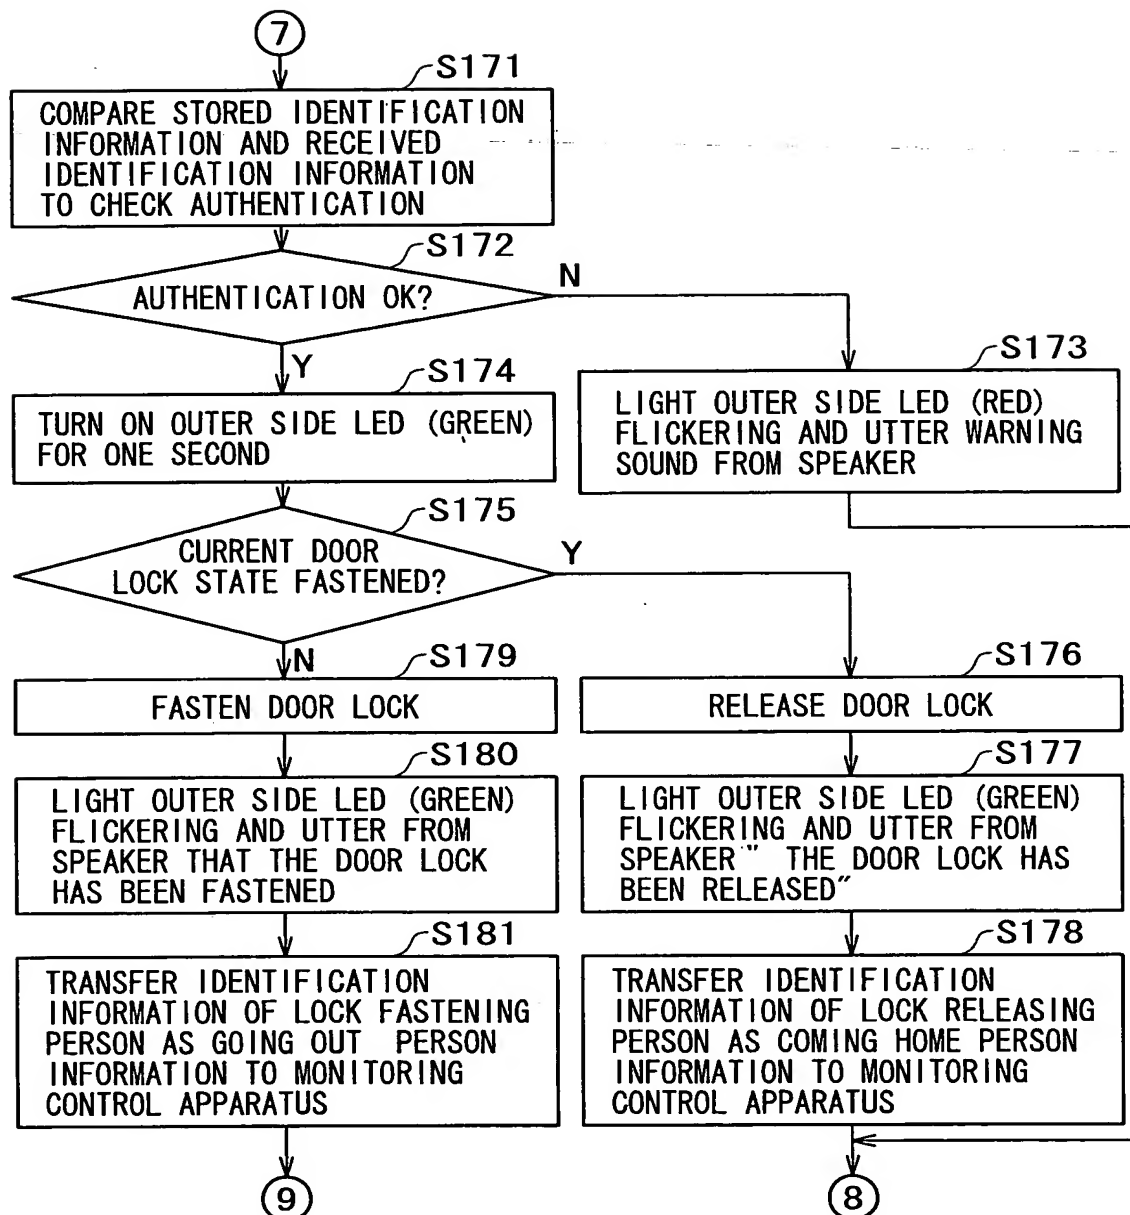 7
S171
COMPARE STORED IDENTIFICATION
INFORMATION AND RECEIVED
IDENTIFICATION INFORMATION
TO CHECK AUTHENTICATION
S172
AUTHENTICATION OK?
N
Y
S173
LIGHT OUTER SIDE LED (RED)
FLICKERING AND UTTER WARNING
SOUND FROM SPEAKER
S174
TURN ON OUTER SIDE LED (GREEN)
FOR ONE SECOND
S175
CURRENT DOOR
LOCK STATE FASTENED?
Y
N
S179
FASTEN DOOR LOCK
S180
LIGHT OUTER SIDE LED (GREEN)
FLICKERING AND UTTER FROM
SPEAKER THAT THE DOOR LOCK
HAS BEEN FASTENED
S181
TRANSFER IDENTIFICATION
INFORMATION OF LOCK FASTENING
PERSON AS GOING OUT PERSON
INFORMATION TO MONITORING
CONTROL APPARATUS
9
S176
RELEASE DOOR LOCK
S177
LIGHT OUTER SIDE LED (GREEN)
FLICKERING AND UTTER FROM
SPEAKER " THE DOOR LOCK HAS
BEEN RELEASED"
S178
TRANSFER IDENTIFICATION
INFORMATION OF LOCK RELEASING
PERSON AS COMING HOME PERSON
INFORMATION TO MONITORING
CONTROL APPARATUS
8